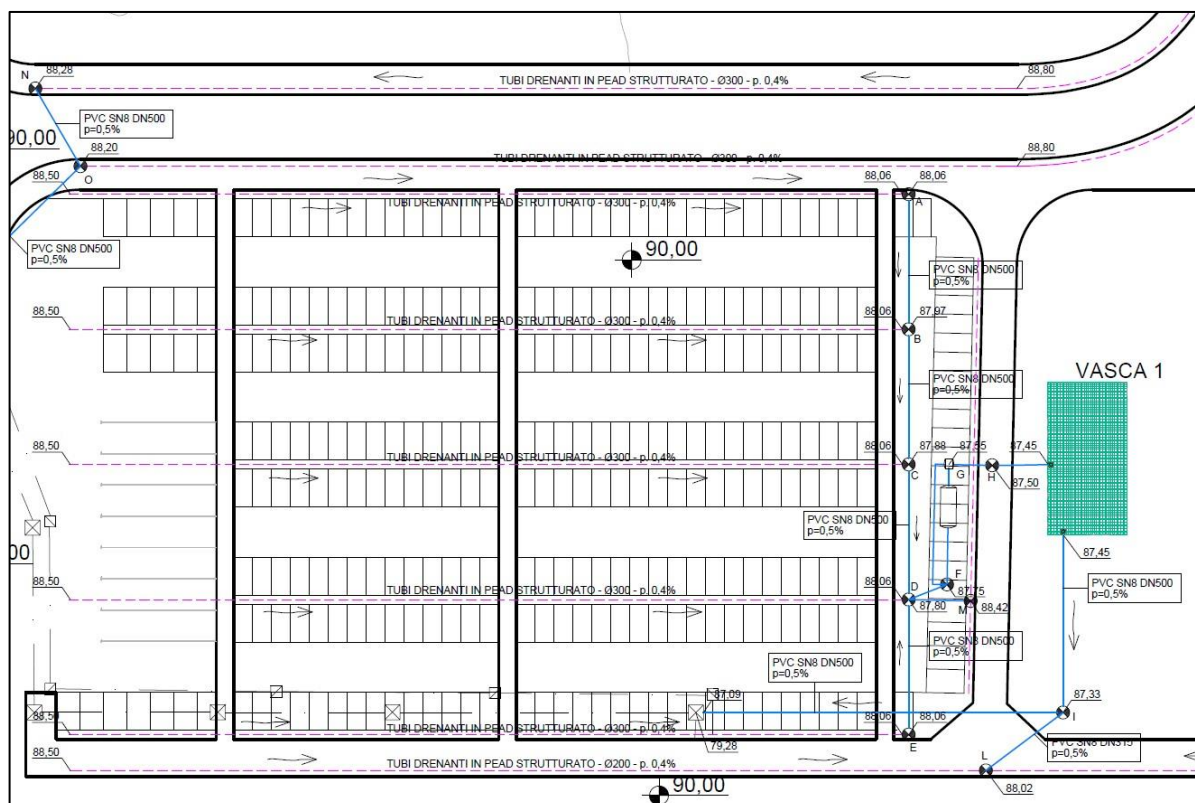 N
88,28
TUBI DRENANTI IN PEAD STRUTTURATO - Ø300 - p. 0,4%
88,80
PVC SN8 DN500
p=0,5%
90,00
88,20
O
TUBI DRENANTI IN PEAD STRUTTURATO - Ø300 - p. 0,4%
88,80
88,50
88,06
88,06
A
TUBI DRENANTI IN PEAD STRUTTURATO - Ø300 - p. 0,4%
PVC SN8 DN500
p=0,5%
90,00
PVC SN8 DN500
p=0,5%
88,50
TUBI DRENANTI IN PEAD STRUTTURATO - Ø300 - p. 0,4%
88,06
87,97
B
VASCA 1
PVC SN8 DN500
p=0,5%
88,50
TUBI DRENANTI IN PEAD STRUTTURATO - Ø300 - p. 0,4%
88,06
87,88
87,55
87,45
C
G
H
87,50
PVC SN8 DN500
p=0,5%
00
87,45
F
PVC SN8 DN500
p=0,5%
88,50
TUBI DRENANTI IN PEAD STRUTTURATO - Ø300 - p. 0,4%
88,06
D
87,75
87,80
M
88,42
PVC SN8 DN500
p=0,5%
PVC SN8 DN500
p=0,5%
87,09
87,33
I
88,50
TUBI DRENANTI IN PEAD STRUTTURATO - Ø300 - p. 0,4%
88,06
88,06
E
79,28
PVC SN8 DN315
p=0,5%
88,50
TUBI DRENANTI IN PEAD STRUTTURATO - Ø200 - p. 0,4%
L
88,02
90,00